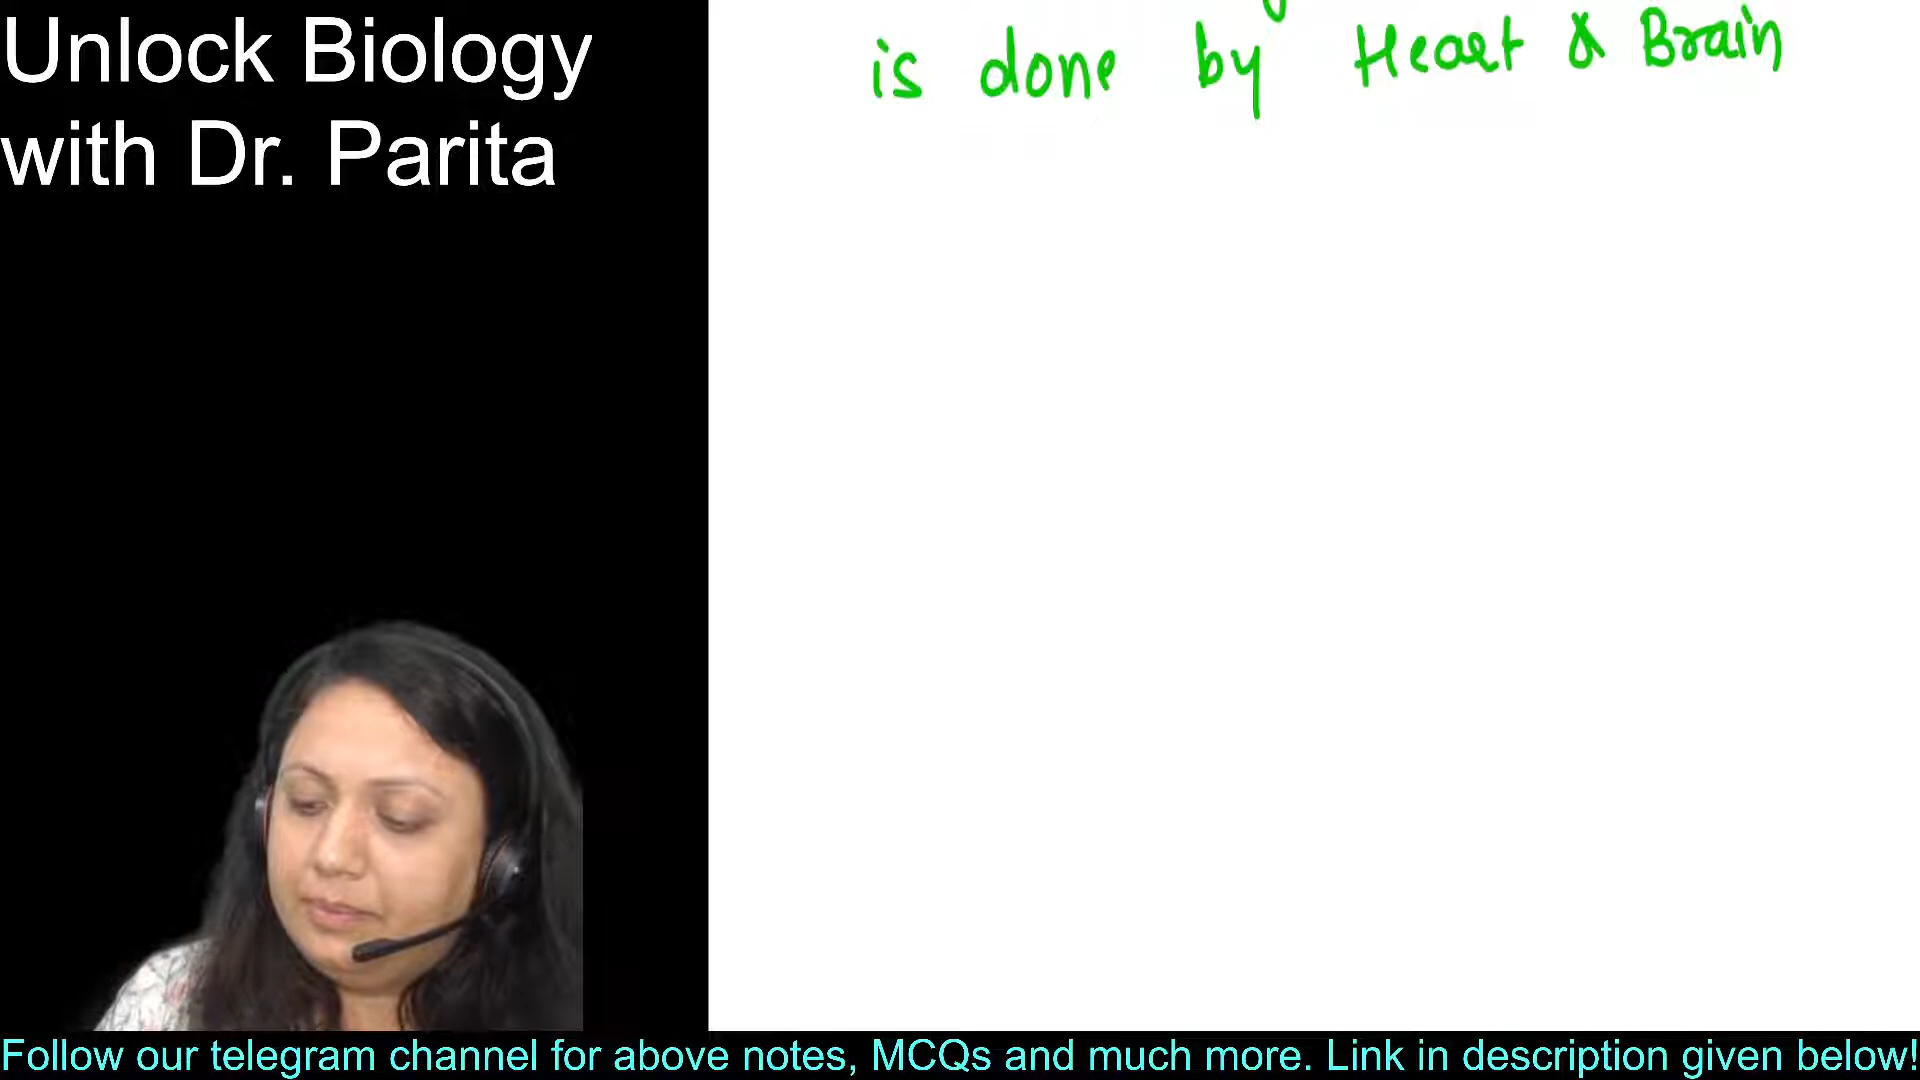 Unlock Biology
with Dr. Parita
is done by Heart & Brain
Follow our telegram channel for above notes, MCQs and much more. Link in description given below!